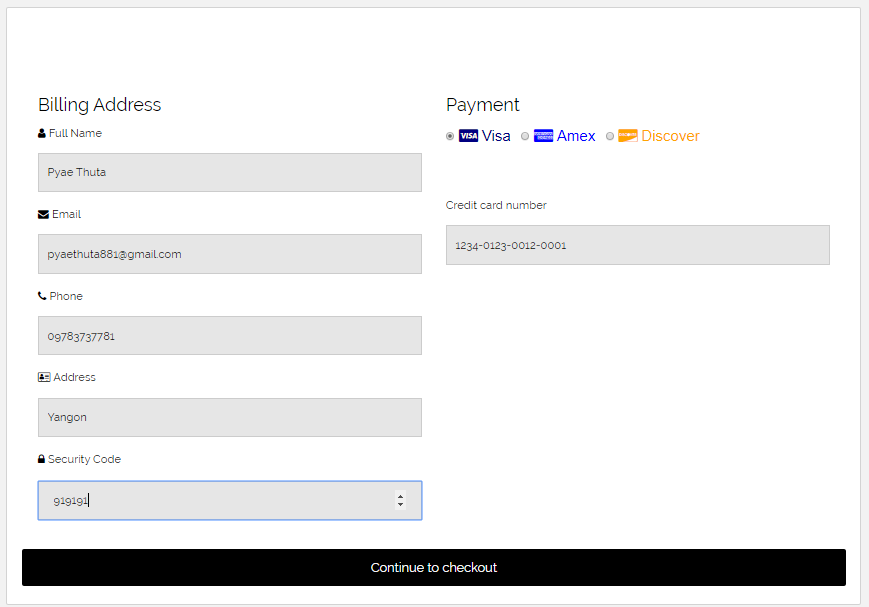 Billing Address
Full Name
Pyae Thuta
Email
pyaethuta881@gmail.com
Phone
09783737781
Address
Yangon
Security Code
919191
Payment
VISA Visa Amex Discover
Credit card number
1234-0123-0012-0001
Continue to checkout